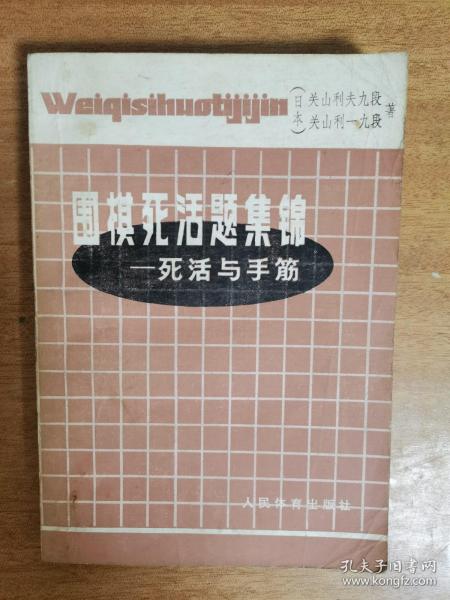 Weiqisihuotijijin
（日本）
关山利夫九段
关山利一九段
著
圍棋死活题集锦
—死活与手筋
人民体育出版社
孔夫子旧书网
www.kongfz.com